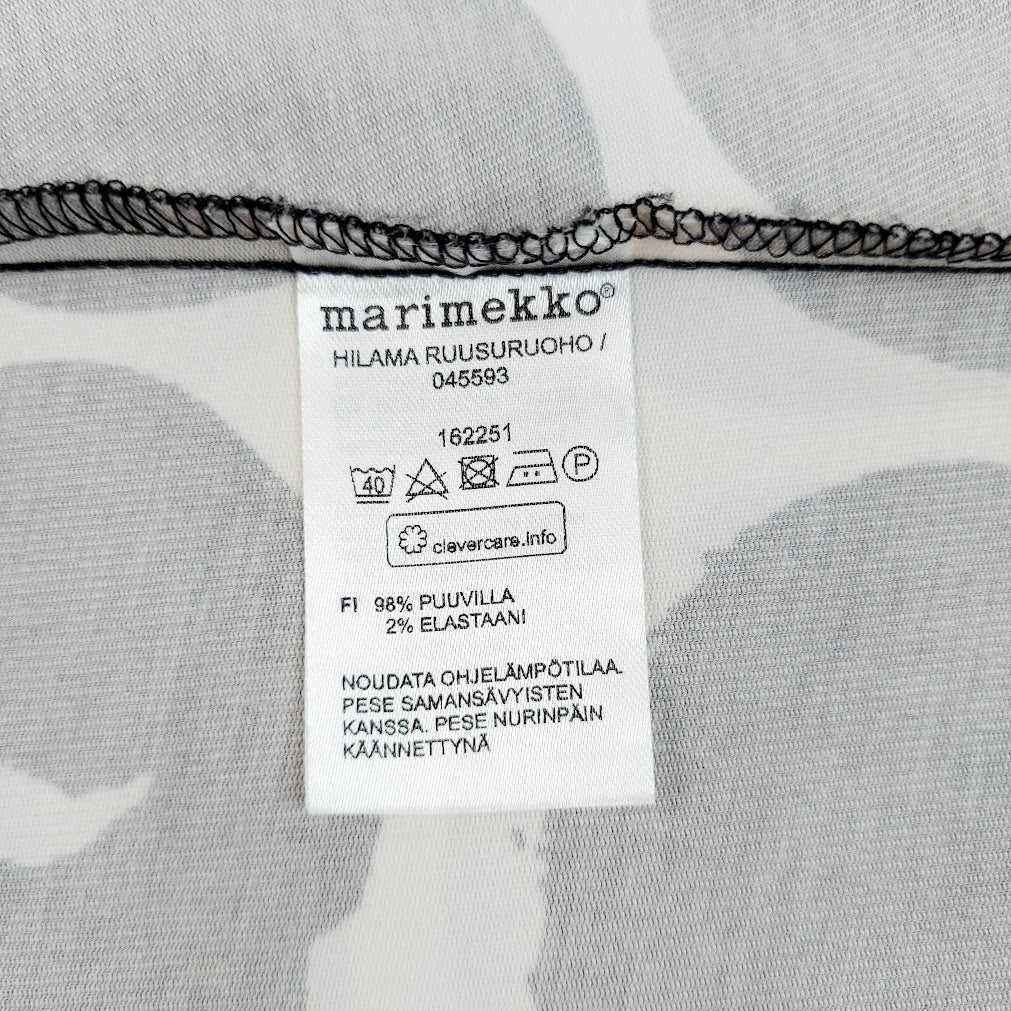 marimekko®
HILAMA RUUSURUOHO /
045593
162251
40 P
clevercare.info
FI 98% PUUVILLA
2% ELASTAANI
NOUDATA OHJELÄMPÖTILAA.
PESE SAMANSÄVYISTEN
KANSSA. PESE NURINPÄIN
KÄÄNNETTYNÄ